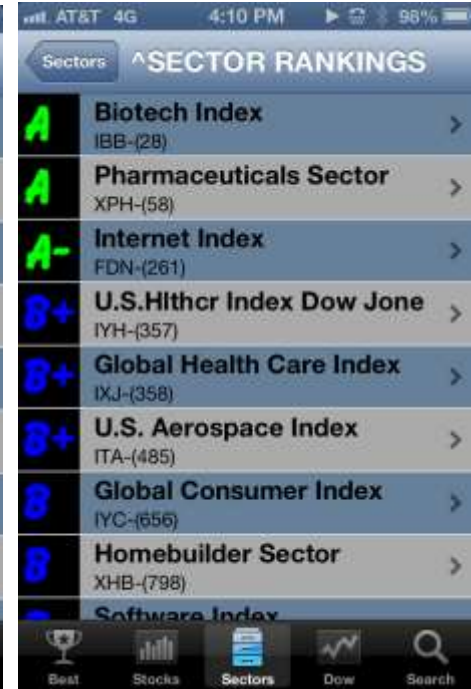 AT&T 4G 4:10 PM 98%
Sectors ^SECTOR RANKINGS
A Biotech Index
IBB-(28)
A Pharmaceuticals Sector
XPH-(58)
A- Internet Index
FDN-(261)
B+ U.S.Hlthcr Index Dow Jone
IYH-(357)
B+ Global Health Care Index
IXJ-(358)
B+ U.S. Aerospace Index
ITA-(485)
B Global Consumer Index
IYC-(656)
B Homebuilder Sector
XHB-(798)
Software Index
Best Stocks Sectors Dow Search